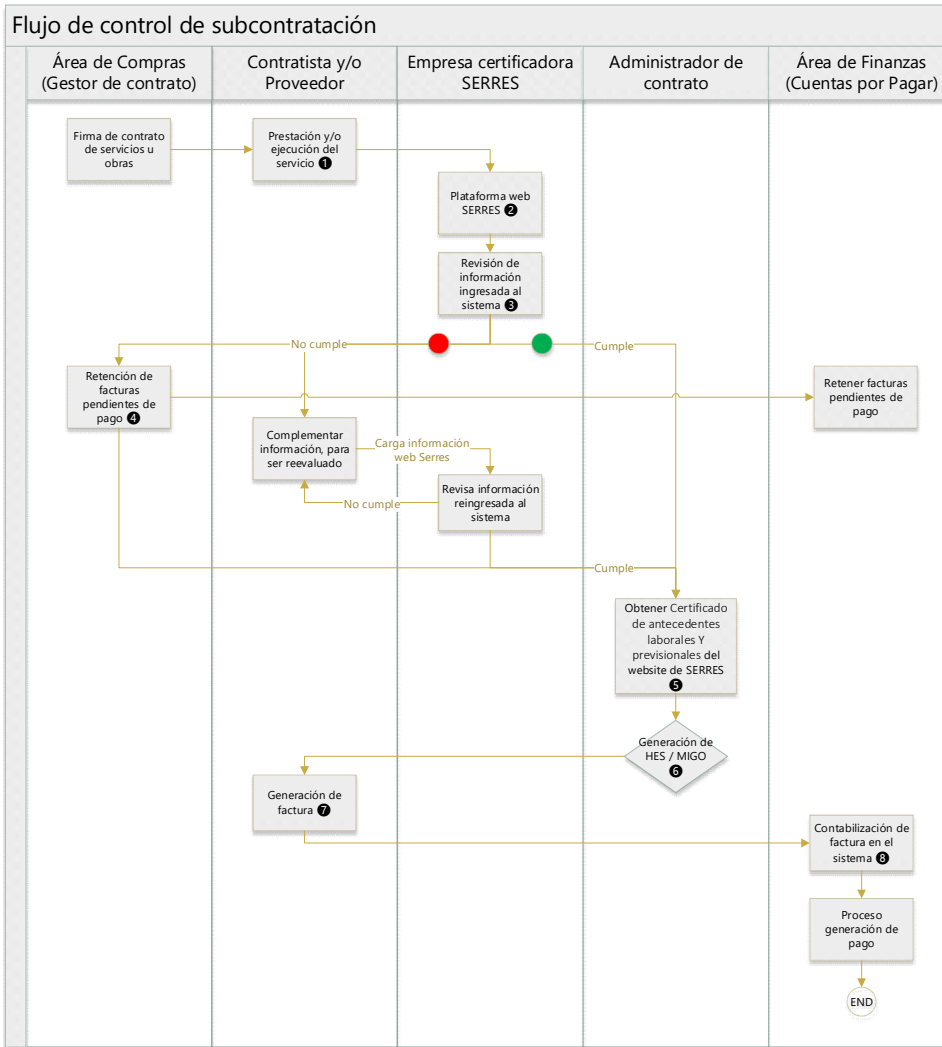 Flujo de control de subcontratación
Área de Compras
(Gestor de contrato)
Contratista y/o
Proveedor
Empresa certificadora
SERRES
Administrador de
contrato
Área de Finanzas
(Cuentas por Pagar)
Firma de contrato
de servicios u
obras
Prestación y/o
ejecución del
servicio ❶
Plataforma web
SERRES ❷
Revisión de
información
ingresada al
sistema ❸
No cumple
Cumple
Retención de
facturas
pendientes de
pago ❹
Retener facturas
pendientes de
pago
Complementar
información, para
ser reevaluado
Carga información
web Serres
Revisa información
reingresada al
sistema
No cumple
Cumple
Obtener Certificado
de antecedentes
laborales Y
previsionales del
website de SERRES
❺
Generación de
HES / MIGO
❻
Generación de
factura ❼
Contabilización de
factura en el
sistema ❽
Proceso
generación de
pago
END